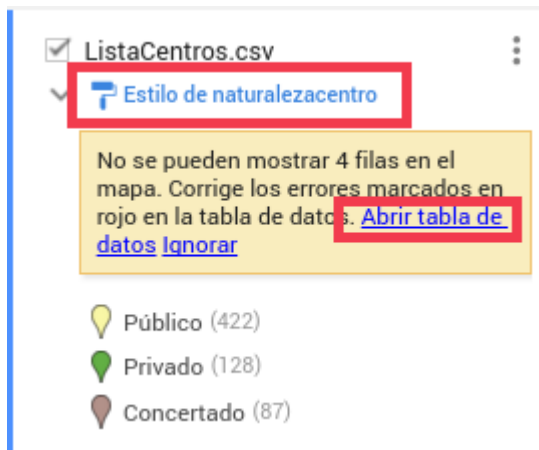 ListaCentros.csv
Estilo de naturalezacentro
No se pueden mostrar 4 filas en el
mapa. Corrige los errores marcados en
rojo en la tabla de datos. Abrir tabla de
datos Ignorar
Público (422)
Privado (128)
Concertado (87)